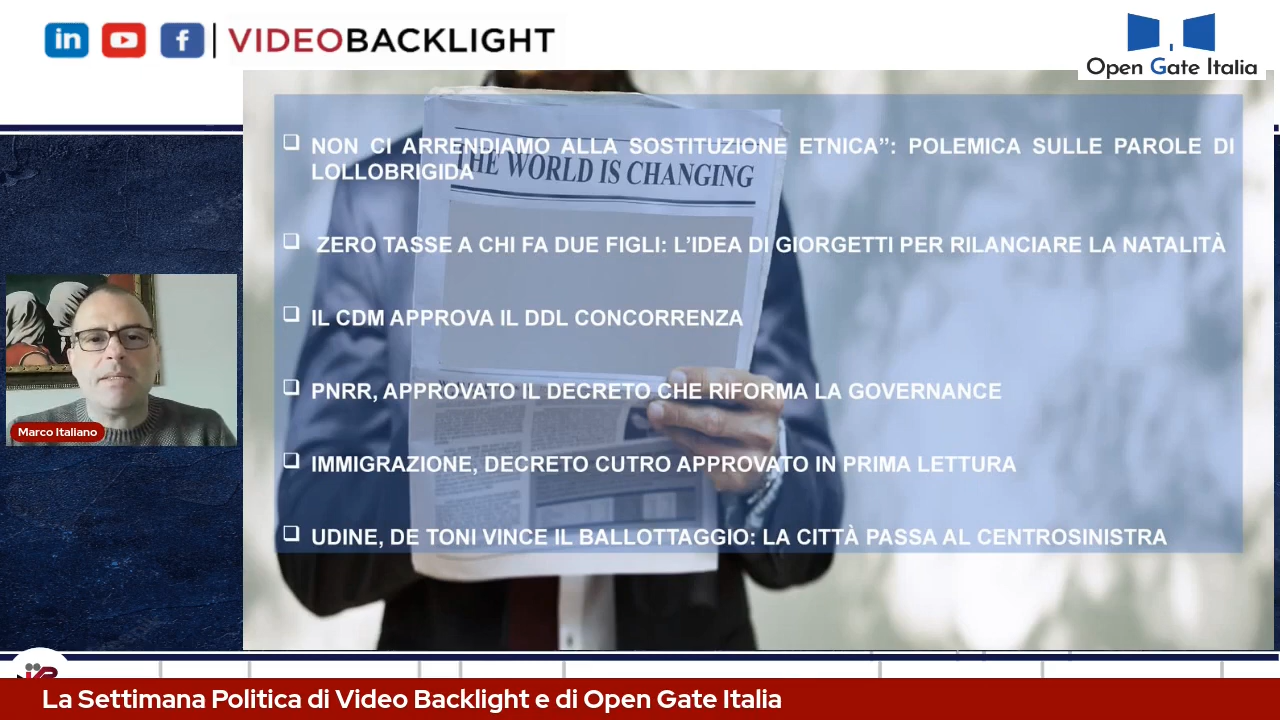 in
f
VIDEOBACKLIGHT
Open Gate Italia
THE WORLD IS CHANGING
NON CI ARRENDIAMO ALLA SOSTITUZIONE ETNICA”: POLEMICA SULLE PAROLE DI
LOLLOBRIGIDA
ZERO TASSE A CHI FA DUE FIGLI: L’IDEA DI GIORGETTI PER RILANCIARE LA NATALITÀ
IL CDM APPROVA IL DDL CONCORRENZA
PNRR, APPROVATO IL DECRETO CHE RIFORMA LA GOVERNANCE
IMMIGRAZIONE, DECRETO CUTRO APPROVATO IN PRIMA LETTURA
UDINE, DE TONI VINCE IL BALLOTTAGGIO: LA CITTÀ PASSA AL CENTROSINISTRA
Marco Italiano
La Settimana Politica di Video Backlight e di Open Gate Italia